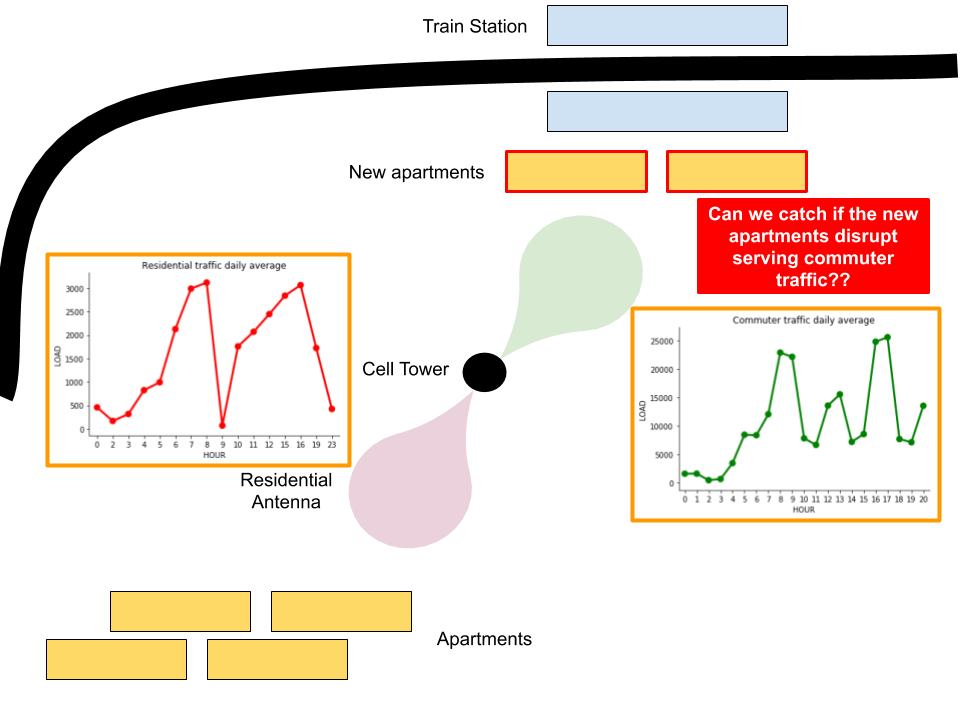 Train Station
New apartments
Can we catch if the new
apartments disrupt
serving commuter
traffic??
Residential traffic daily average
LOAD
3000
2500
2000
1500
1000
500
0
0 2 3 4 5 6 7 8 9 10 11 12 15 16 19 23
HOUR
Cell Tower
Commuter traffic daily average
LOAD
25000
20000
15000
10000
5000
0
0 1 2 3 4 5 6 7 8 9 10 11 12 13 14 15 16 17 18 19 20
HOUR
Residential
Antenna
Apartments